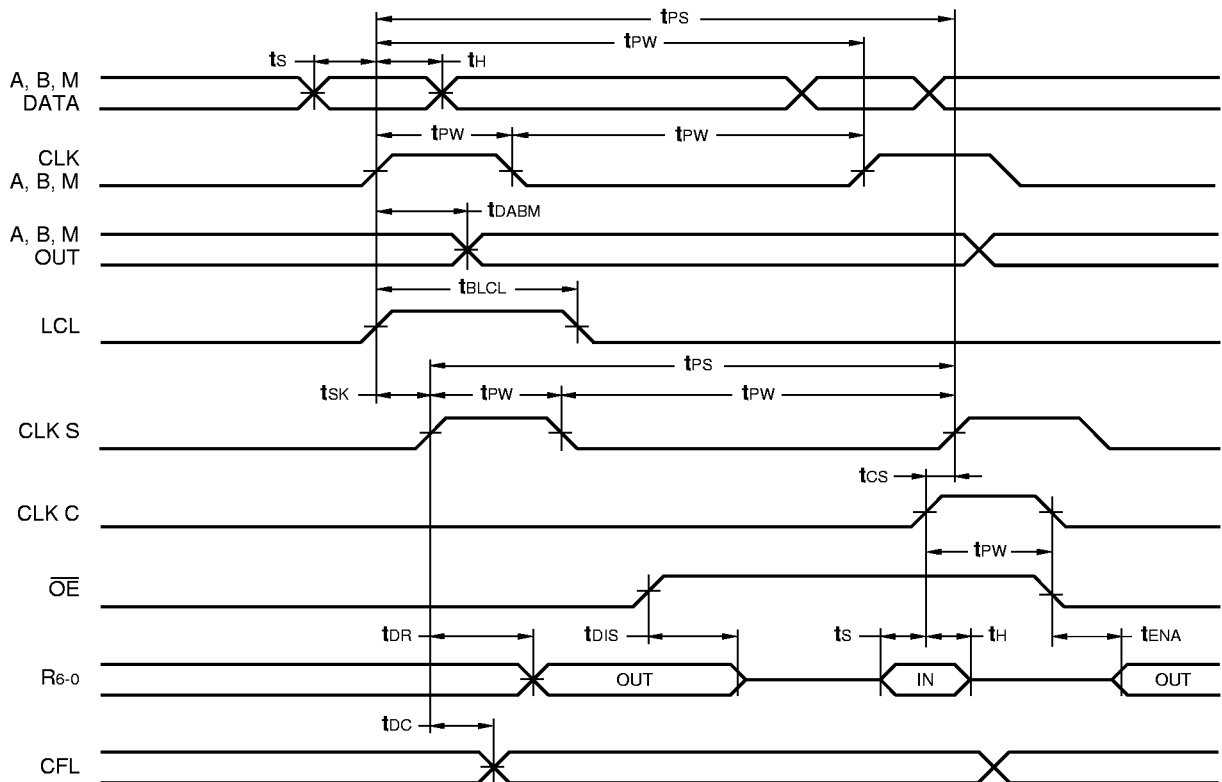 tPS
tPW
tS tH
A, B, M
DATA
tPW tPW
CLK
A, B, M
tDABM
A, B, M
OUT
tBLCL
LCL
tPS
tSK tPW tPW
CLK S
tCS
CLK C
tPW
OE
tDR tDIS tS tH tENA
R6-0 OUT IN OUT
tDC
CFL